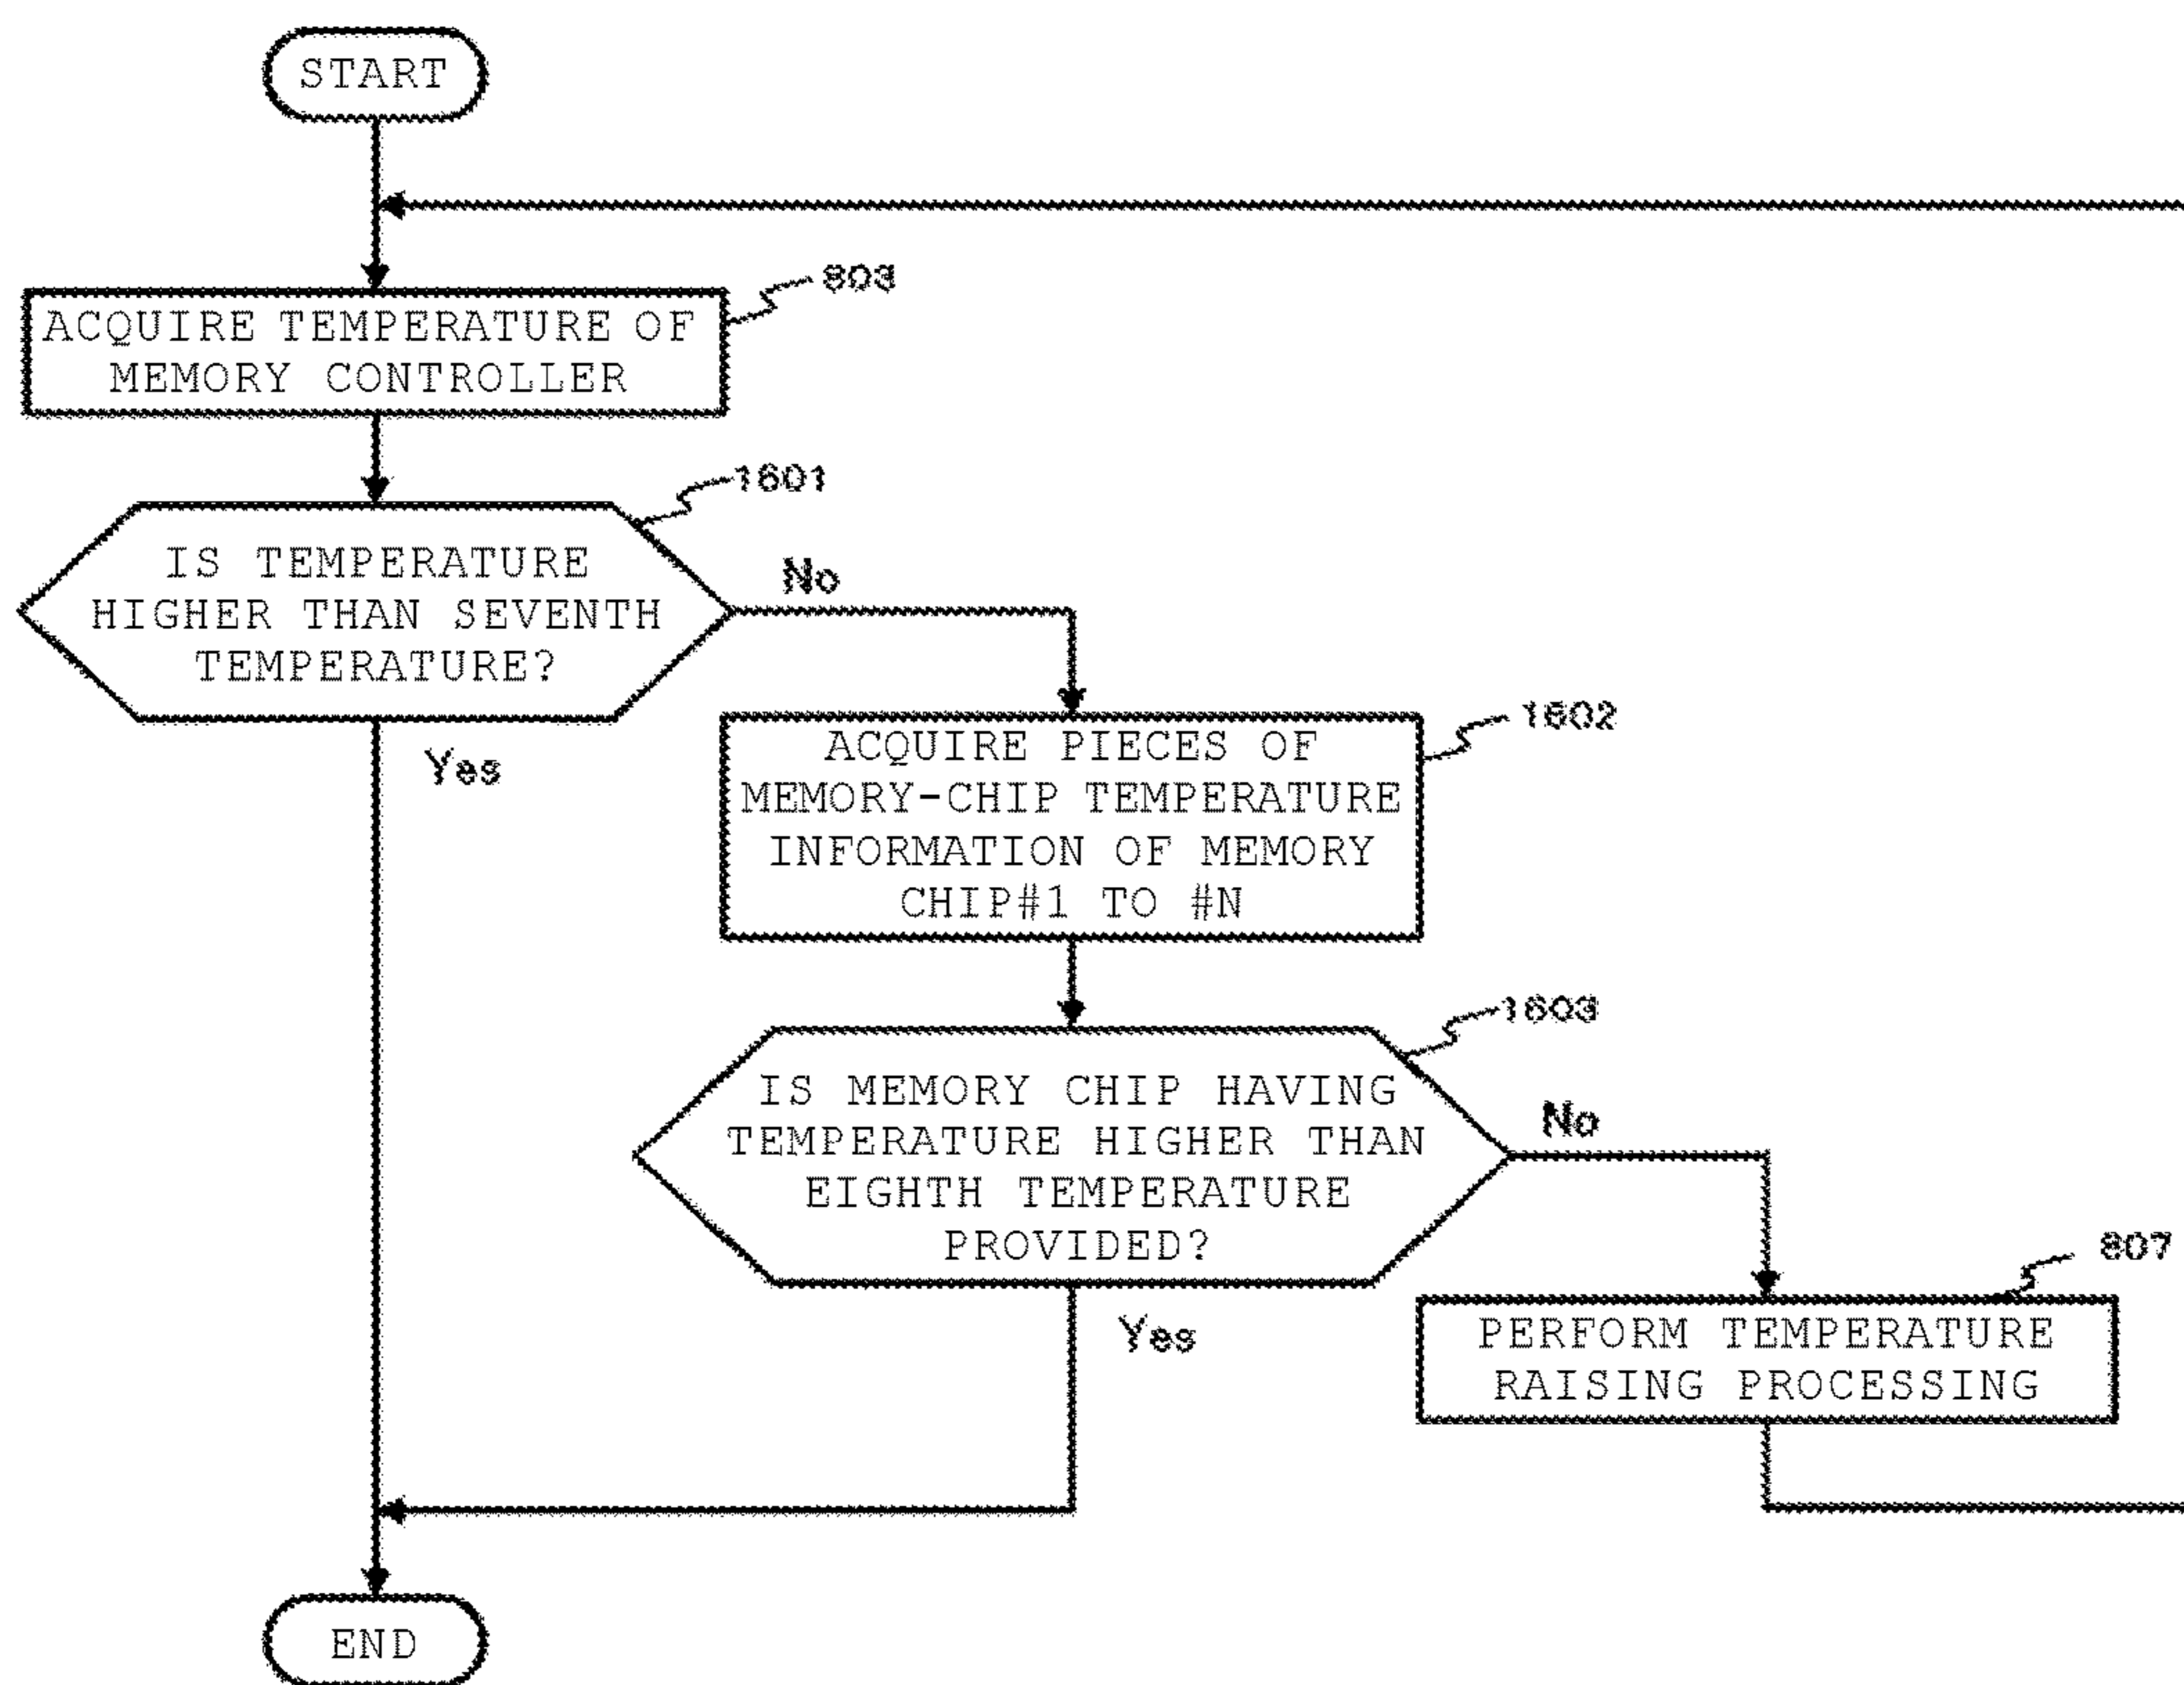 START
803
ACQUIRE TEMPERATURE OF
MEMORY CONTROLLER
1601
IS TEMPERATURE
HIGHER THAN SEVENTH
TEMPERATURE?
No
Yes
1602
ACQUIRE PIECES OF
MEMORY-CHIP TEMPERATURE
INFORMATION OF MEMORY
CHIP#1 TO #N
1603
IS MEMORY CHIP HAVING
TEMPERATURE HIGHER THAN
EIGHTH TEMPERATURE
PROVIDED?
No
Yes
807
PERFORM TEMPERATURE
RAISING PROCESSING
END